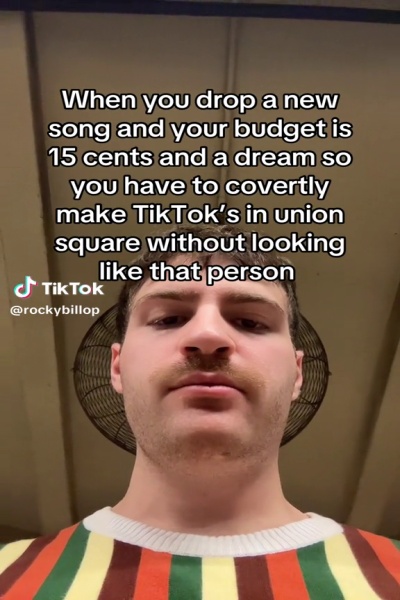 When you drop a new
song and your budget is
15 cents and a dream so
you have to covertly
make TikTok's in union
square without looking
like that person
TikTok
@rockybillop